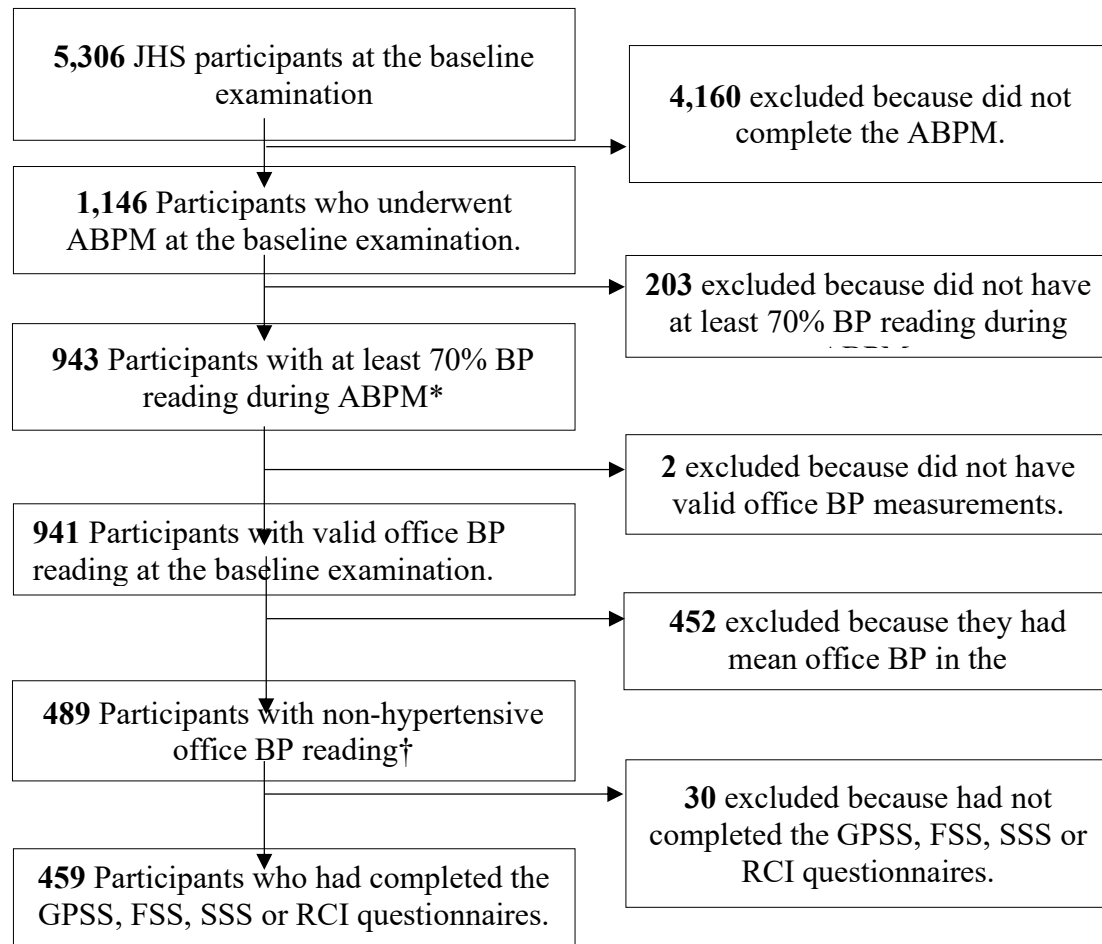 5,306 JHS participants at the baseline
examination
4,160 excluded because did not
complete the ABPM.
1,146 Participants who underwent
ABPM at the baseline examination.
203 excluded because did not have
at least 70% BP reading during
943 Participants with at least 70% BP
reading during ABPM*
2 excluded because did not have
valid office BP measurements.
941 Participants with valid office BP
reading at the baseline examination.
452 excluded because they had
mean office BP in the
489 Participants with non-hypertensive
office BP reading†
30 excluded because had not
completed the GPSS, FSS, SSS or
RCI questionnaires.
459 Participants who had completed the
GPSS, FSS, SSS or RCI questionnaires.